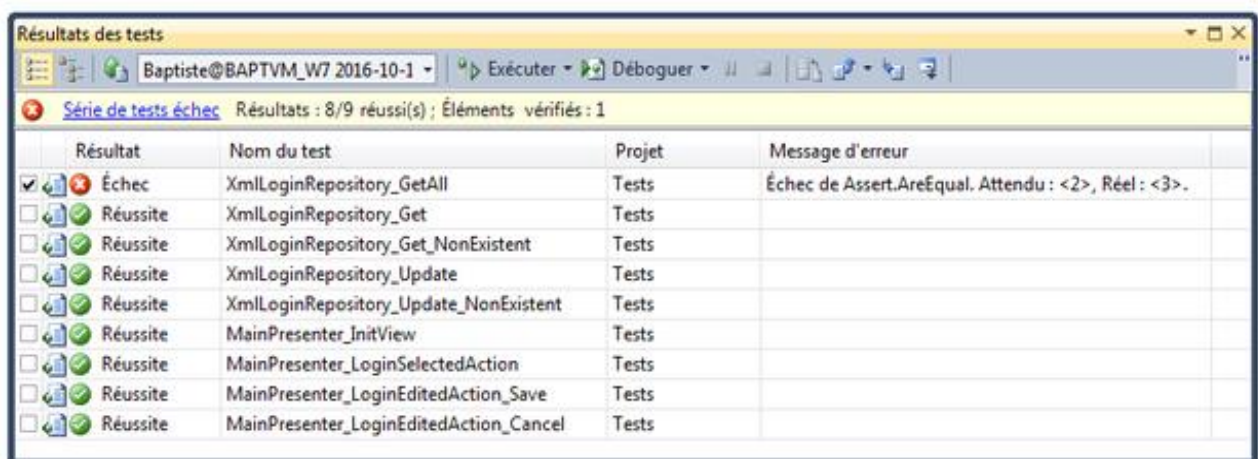 Résultats des tests
Baptiste@BAPTVM_W7 2016-10-1 Exécuter Déboguer
Série de tests échec Résultats : 8/9 réussi(s) ; Éléments vérifiés : 1
Résultat Nom du test Projet Message d'erreur
Échec XmlLoginRepository_GetAll Tests Échec de Assert.AreEqual. Attendu : <2>, Réel : <3>.
Réussite XmlLoginRepository_Get Tests
Réussite XmlLoginRepository_Get_NonExistent Tests
Réussite XmlLoginRepository_Update Tests
Réussite XmlLoginRepository_Update_NonExistent Tests
Réussite MainPresenter_InitView Tests
Réussite MainPresenter_LoginSelectedAction Tests
Réussite MainPresenter_LoginEditedAction_Save Tests
Réussite MainPresenter_LoginEditedAction_Cancel Tests